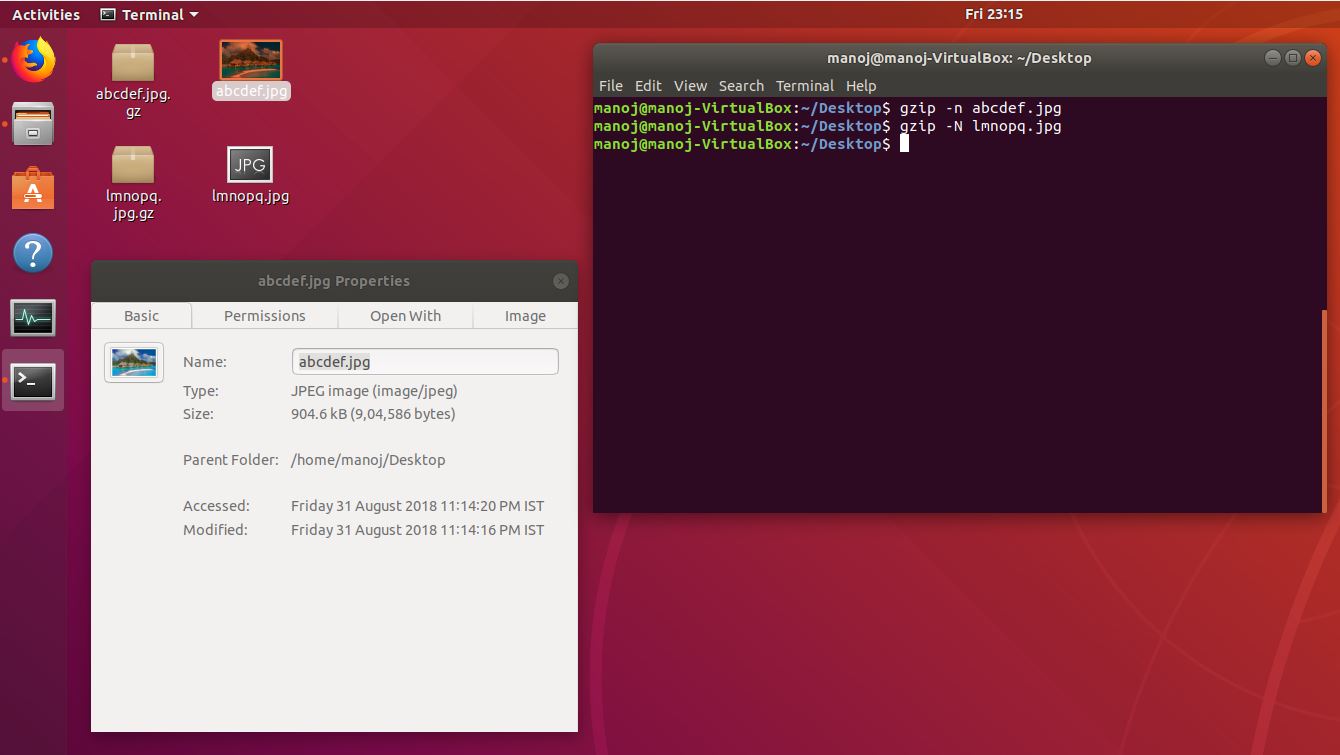 Activities
Terminal
Fri 23:15
abcdef.jpg.
gz
abcdef.jpg
lmnopq.
jpg.gz
JPG
lmnopq.jpg
manoj@manoj-VirtualBox: ~/Desktop
File Edit View Search Terminal Help
manoj@manoj-VirtualBox:~/Desktop$ gzip -n abcdef.jpg
manoj@manoj-VirtualBox:~/Desktop$ gzip -N lmnopq.jpg
manoj@manoj-VirtualBox:~/Desktop$
abcdef.jpg Properties
Basic Permissions Open With Image
Name: abcdef.jpg
Type: JPEG image (image/jpeg)
Size: 904.6 kB (9,04,586 bytes)
Parent Folder: /home/manoj/Desktop
Accessed: Friday 31 August 2018 11:14:20 PM IST
Modified: Friday 31 August 2018 11:14:16 PM IST